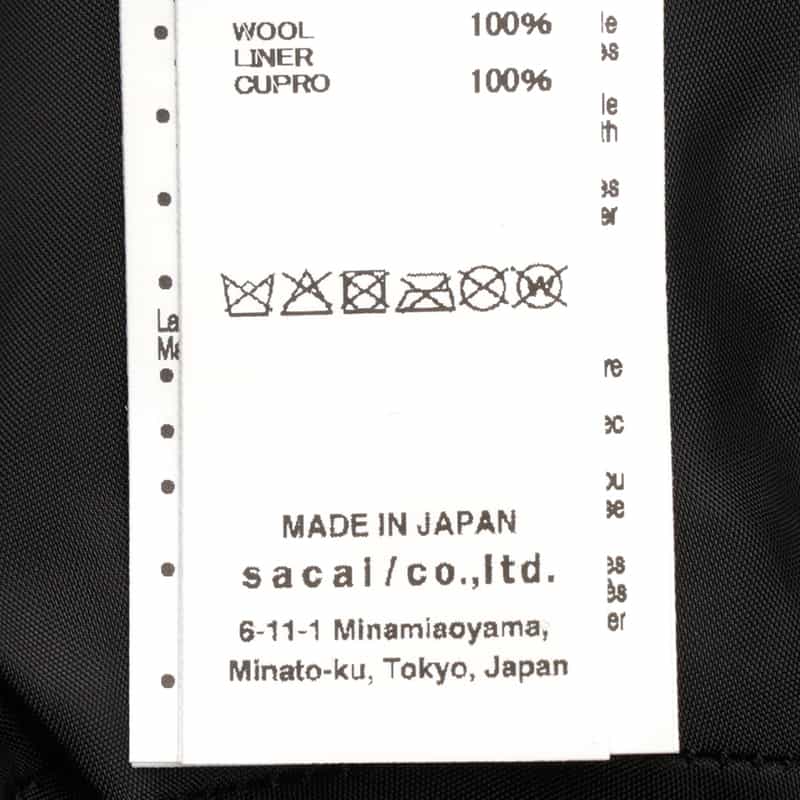 WOOL 100%
LINER
CUPRO 100%
W
MADE IN JAPAN
sacai/co.,ltd.
6-11-1 Minamiaoyama,
Minato-ku, Tokyo, Japan